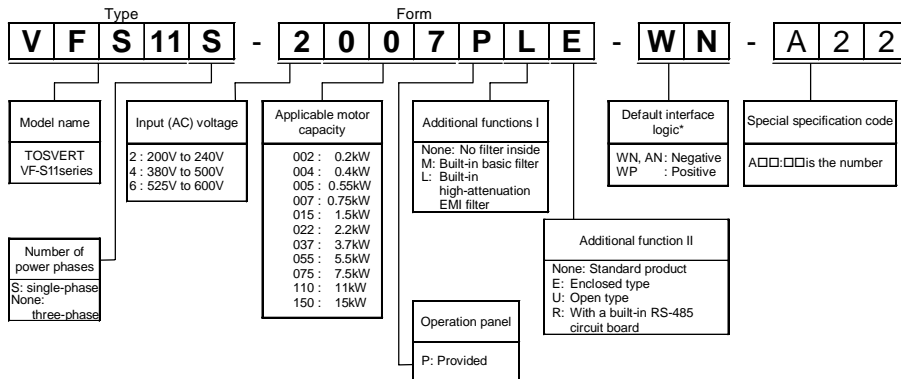 Type
Form
V F S 11 S - 2 0 0 7 P L E - W N - A 2 2
Model name
TOSVERT
VF-S11series
Number of
power phases
S: single-phase
None:
three-phase
Input (AC) voltage
2 : 200V to 240V
4 : 380V to 500V
6 : 525V to 600V
Applicable motor
capacity
002 : 0.2kW
004 : 0.4kW
005 : 0.55kW
007 : 0.75kW
015 : 1.5kW
022 : 2.2kW
037 : 3.7kW
055 : 5.5kW
075 : 7.5kW
110 : 11kW
150 : 15kW
Operation panel
P: Provided
Additional functions I
None: No filter inside
M: Built-in basic filter
L: Built-in
high-attenuation
EMI filter
Additional function II
None: Standard product
E: Enclosed type
U: Open type
R: With a built-in RS-485
circuit board
Default interface
logic*
WN, AN : Negative
WP : Positive
Special specification code
A□□:□□is the number